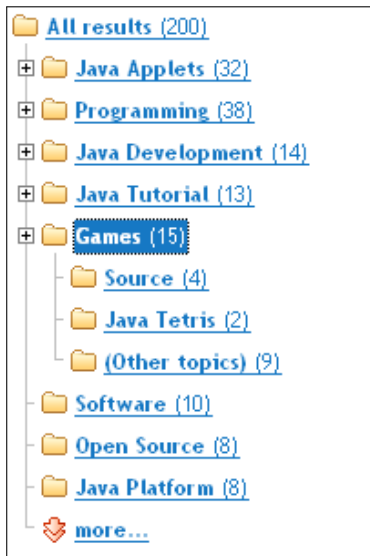 All results (200)
Java Applets (32)
Programming (38)
Java Development (14)
Java Tutorial (13)
Games (15)
Source (4)
Java Tetris (2)
(Other topics) (9)
Software (10)
Open Source (8)
Java Platform (8)
more...